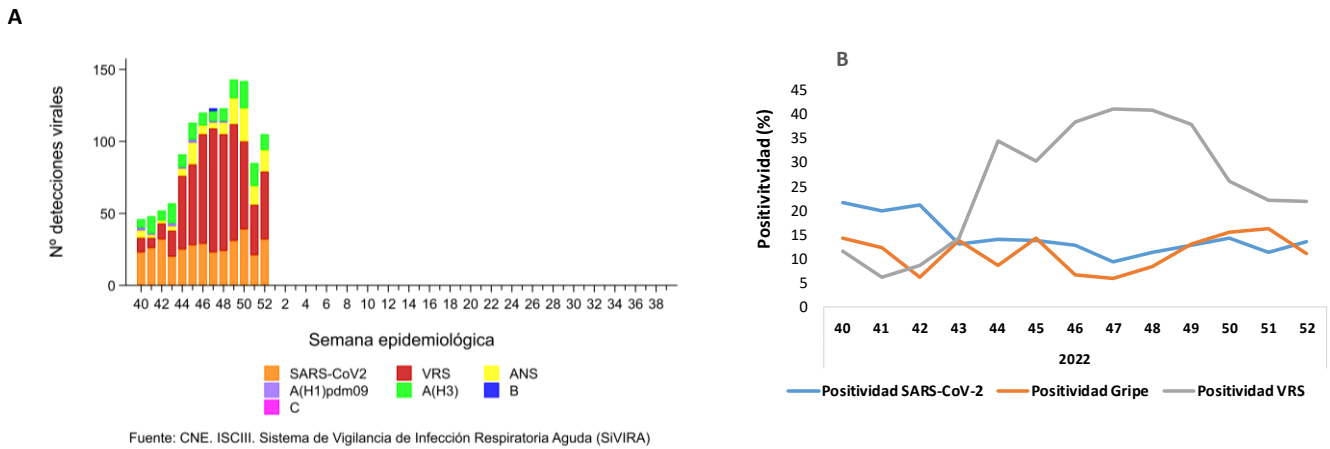 A
Nº detecciones virales
150
100
50
0
40 42 44 46 48 50 52 2 4 6 8 10 12 14 16 18 20 22 24 26 28 30 32 34 36 38
Semana epidemiológica
SARS-CoV2 VRS ANS
A(H1)pdm09 A(H3) B
C
Fuente: CNE. ISCIII. Sistema de Vigilancia de Infección Respiratoria Aguda (SiVIRA)
B
Positivitvidad (%)
45
40
35
30
25
20
15
10
5
0
40 41 42 43 44 45 46 47 48 49 50 51 52
2022
Positividad SARS-CoV-2 Positividad Gripe Positividad VRS